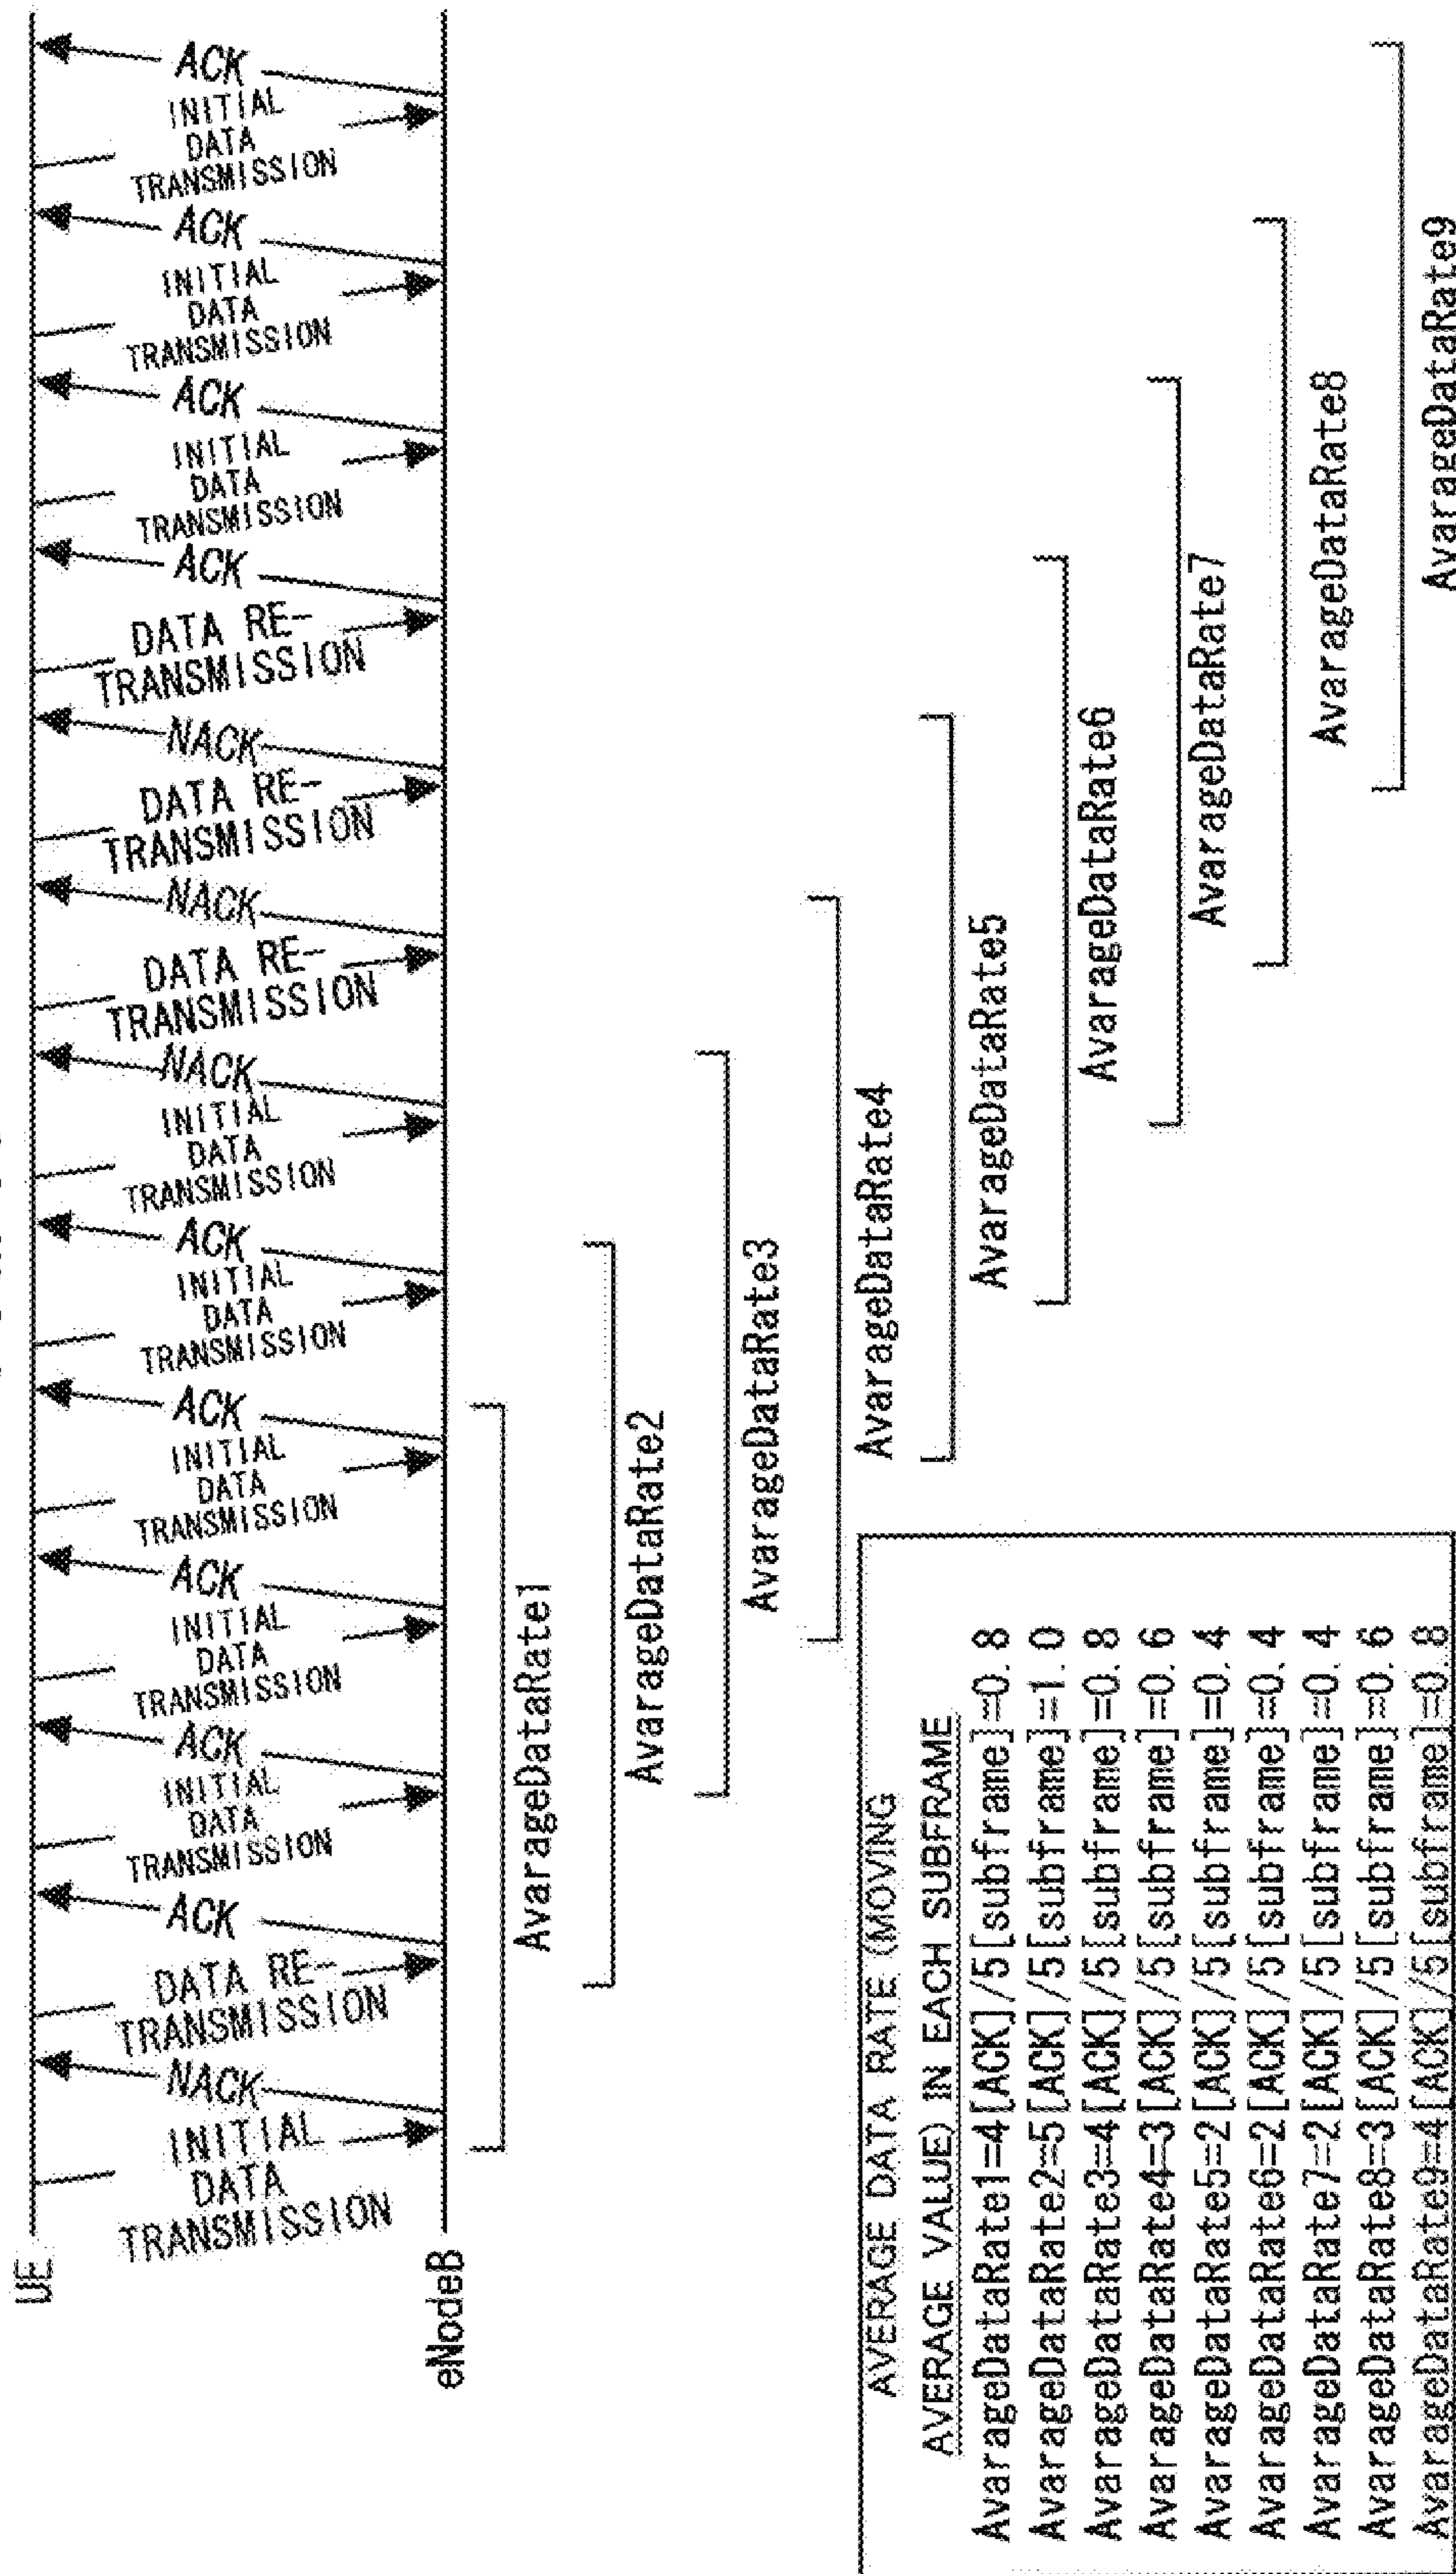 UE
INITIAL
DATA
TRANSMISSION
NACK
DATA RE-
TRANSMISSION
ACK
INITIAL
DATA
TRANSMISSION
ACK
INITIAL
DATA
TRANSMISSION
ACK
INITIAL
DATA
TRANSMISSION
ACK
INITIAL
DATA
TRANSMISSION
ACK
INITIAL
DATA
TRANSMISSION
NACK
DATA RE-
TRANSMISSION
NACK
DATA RE-
TRANSMISSION
NACK
DATA RE-
TRANSMISSION
ACK
INITIAL
DATA
TRANSMISSION
ACK
INITIAL
DATA
TRANSMISSION
ACK
INITIAL
DATA
TRANSMISSION
ACK
eNodeB
AvarageDataRate1
AvarageDataRate2
AvarageDataRate3
AvarageDataRate4
AvarageDataRate5
AvarageDataRate6
AvarageDataRate7
AvarageDataRate8
AvarageDataRate9
AVERAGE DATA RATE (MOVING
AVERAGE VALUE) IN EACH SUBFRAME
AvarageDataRate1=4[ACK]/5[subframe]=0.8
AvarageDataRate2=5[ACK]/5[subframe]=1.0
AvarageDataRate3=4[ACK]/5[subframe]=0.8
AvarageDataRate4=3[ACK]/5[subframe]=0.6
AvarageDataRate5=2[ACK]/5[subframe]=0.4
AvarageDataRate6=2[ACK]/5[subframe]=0.4
AvarageDataRate7=2[ACK]/5[subframe]=0.4
AvarageDataRate8=3[ACK]/5[subframe]=0.6
AvarageDataRate9=4[ACK]/5[subframe]=0.8